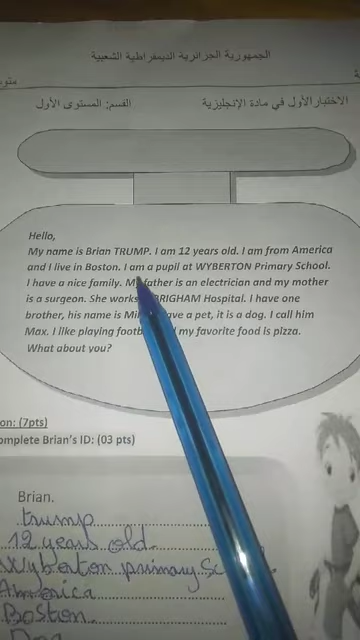 الجمهورية الجزائرية الديمقراطية الشعبية
الاختبار الأول في مادة الإنجليزية
القسم: المستوى الأول
Hello,
My name is Brian TRUMP. I am 12 years old. I am from America
and I live in Boston. I am a pupil at WYBERTON Primary School.
I have a nice family. My father is an electrician and my mother
is a surgeon. She works BRIGHAM Hospital. I have one
brother, his name is have a pet, it is a dog. I call him
Max. I like playing my favorite food is pizza.
What about you?
on: (7pts)
omplete Brian's ID: (03 pts)
Brian.
trump
12 years old.
Wyberton primary
America
Boston